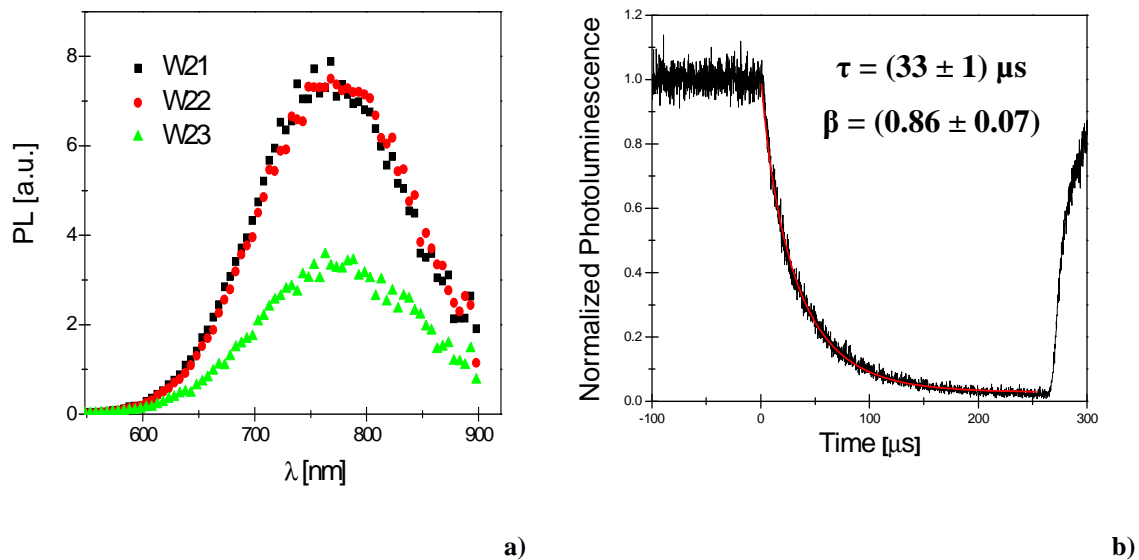 8
6
4
2
0
PL [a.u.]
W21
W22
W23
600
700
800
900
λ [nm]
a)
1.2
1.0
0.8
0.6
0.4
0.2
0.0
Normalized Photoluminescence
τ = (33 ± 1) µs
β = (0.86 ± 0.07)
-100
0
100
200
300
Time [µs]
b)